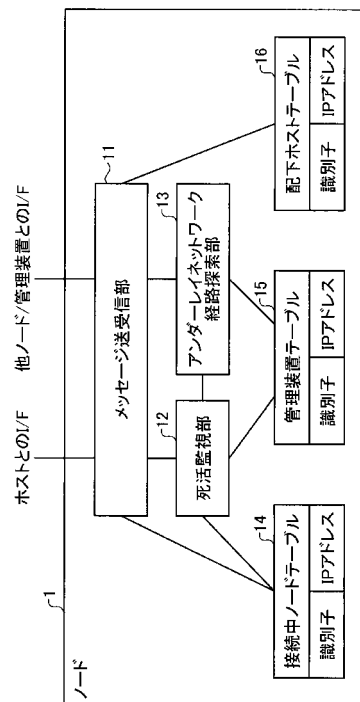 ノード
1
ホストとのI/F
他ノード/管理装置とのI/F
メッセージ送受信部
11
死活監視部
12
アンダーレイネットワーク
経路探索部
13
接続中ノードテーブル
14
識別子
IPアドレス
管理装置テーブル
15
識別子
IPアドレス
配下ホストテーブル
16
識別子
IPアドレス